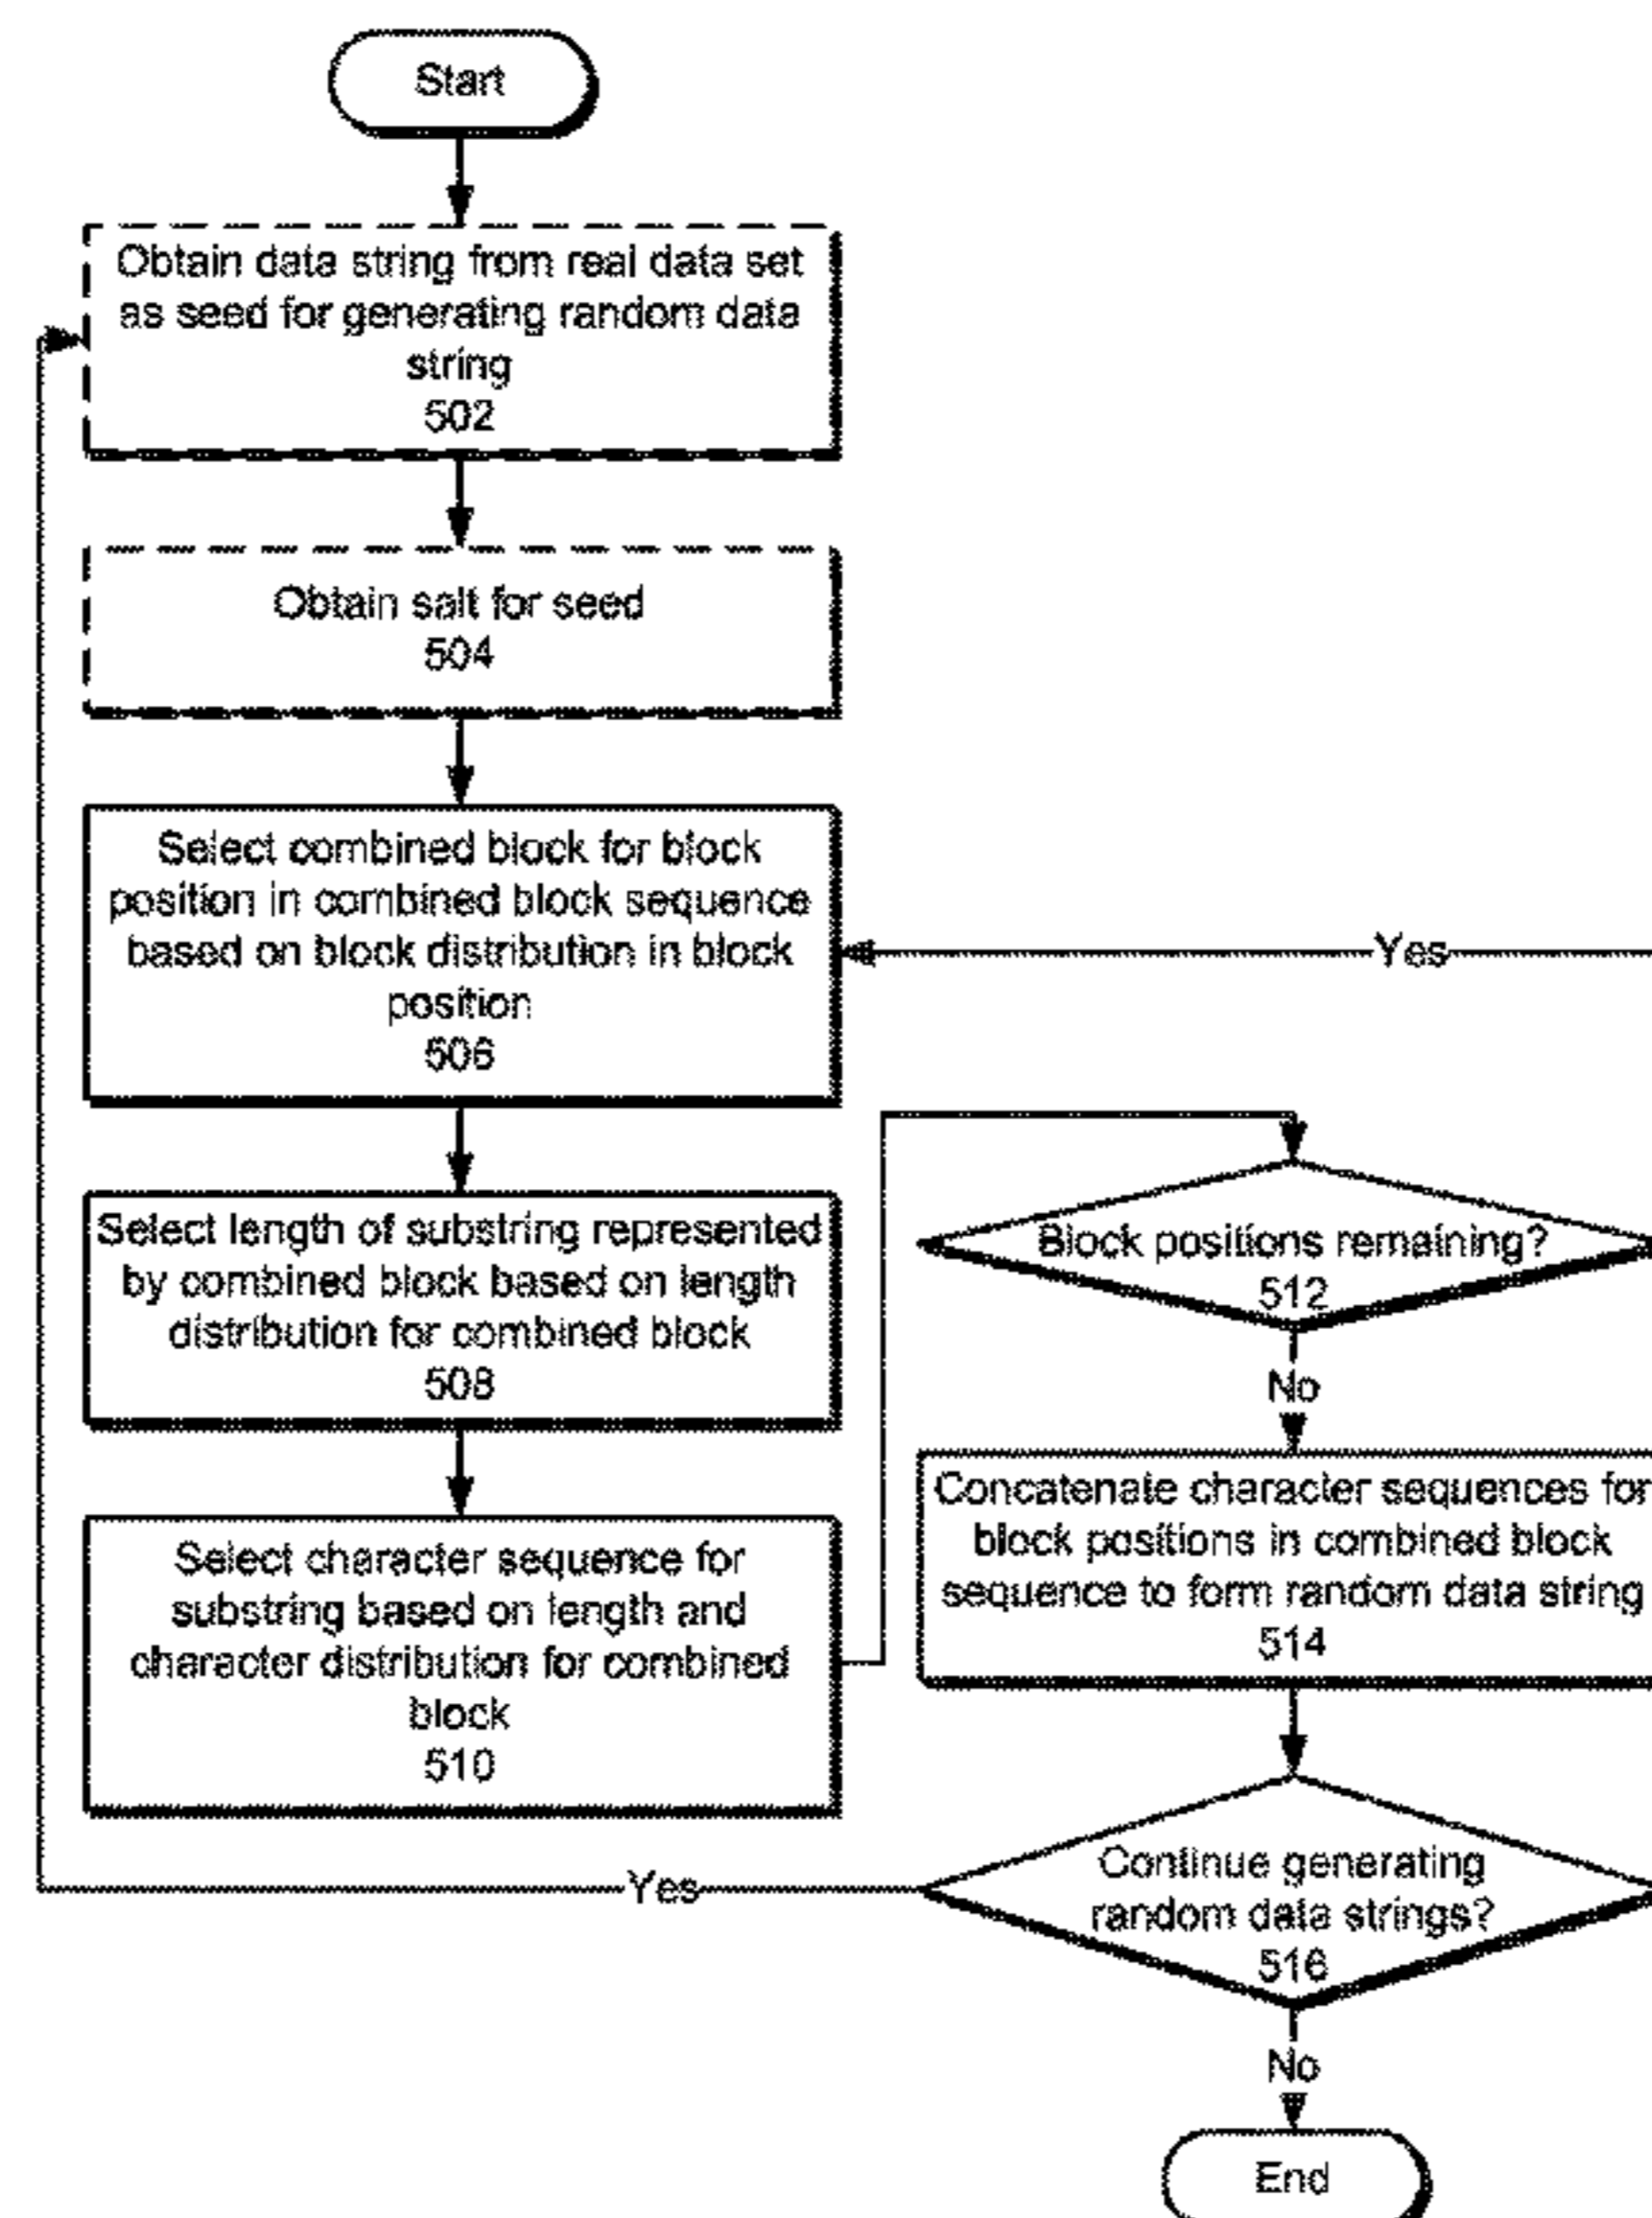 Start
Obtain data string from real data set
as seed for generating random data
string
502
Obtain salt for seed
504
Select combined block for block
position in combined block sequence
based on block distribution in block
position
506
Yes
Select length of substring represented
by combined block based on length
distribution for combined block
508
Select character sequence for
substring based on length and
character distribution for combined
block
510
Block positions remaining?
512
No
Concatenate character sequences for
block positions in combined block
sequence to form random data string
514
Continue generating
random data strings?
516
Yes
No
End